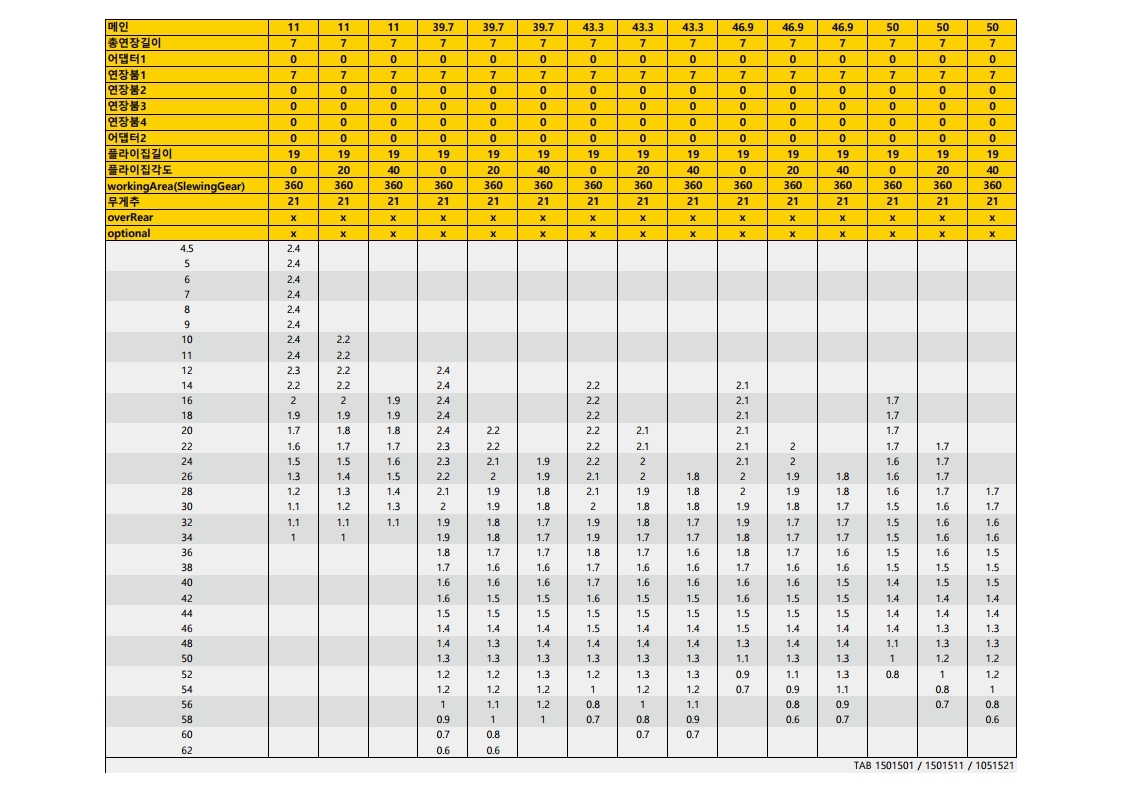 메인 11 11 11 39.7 39.7 39.7 43.3 43.3 43.3 46.9 46.9 46.9 50 50 50
총연장길이 7 7 7 7 7 7 7 7 7 7 7 7 7 7 7
어댑터1 0 0 0 0 0 0 0 0 0 0 0 0 0 0 0
연장붐1 7 7 7 7 7 7 7 7 7 7 7 7 7 7 7
연장붐2 0 0 0 0 0 0 0 0 0 0 0 0 0 0 0
연장붐3 0 0 0 0 0 0 0 0 0 0 0 0 0 0 0
연장붐4 0 0 0 0 0 0 0 0 0 0 0 0 0 0 0
어댑터2 0 0 0 0 0 0 0 0 0 0 0 0 0 0 0
플라이집길이 19 19 19 19 19 19 19 19 19 19 19 19 19 19 19
플라이집각도 0 20 40 0 20 40 0 20 40 0 20 40 0 20 40
workingArea(SlewingGear) 360 360 360 360 360 360 360 360 360 360 360 360 360 360 360
무게추 21 21 21 21 21 21 21 21 21 21 21 21 21 21 21
overRear x x x x x x x x x x x x x x x
optional x x x x x x x x x x x x x x x
4.5 2.4
5 2.4
6 2.4
7 2.4
8 2.4
9 2.4
10 2.4 2.2
11 2.4 2.2
12 2.3 2.2 2.4
14 2.2 2.2 2.4 2.2 2.1
16 2 2 1.9 2.4 2.2 2.1 1.7
18 1.9 1.9 1.9 2.4 2.2 2.1 1.7
20 1.7 1.8 1.8 2.4 2.2 2.2 2.1 2.1 1.7
22 1.6 1.7 1.7 2.3 2.2 2.2 2.1 2.1 2 1.7 1.7
24 1.5 1.5 1.6 2.3 2.1 1.9 2.2 2 2.1 2 1.6 1.7
26 1.3 1.4 1.5 2.2 2 1.9 2.1 2 1.8 2 1.9 1.8 1.6 1.7
28 1.2 1.3 1.4 2.1 1.9 1.8 2.1 1.9 1.8 2 1.9 1.8 1.6 1.7 1.7
30 1.1 1.2 1.3 2 1.9 1.8 2 1.8 1.8 1.9 1.8 1.7 1.5 1.6 1.7
32 1.1 1.1 1.1 1.9 1.8 1.7 1.9 1.8 1.7 1.9 1.7 1.7 1.5 1.6 1.6
34 1 1 1.9 1.8 1.7 1.9 1.7 1.7 1.8 1.7 1.7 1.5 1.6 1.6
36 1.8 1.7 1.7 1.8 1.7 1.6 1.8 1.7 1.6 1.5 1.6 1.5
38 1.7 1.6 1.6 1.7 1.6 1.6 1.7 1.6 1.6 1.5 1.5 1.5
40 1.6 1.6 1.6 1.7 1.6 1.6 1.6 1.6 1.5 1.4 1.5 1.5
42 1.6 1.5 1.5 1.6 1.5 1.5 1.6 1.5 1.5 1.4 1.4 1.4
44 1.5 1.5 1.5 1.5 1.5 1.5 1.5 1.5 1.5 1.4 1.4 1.4
46 1.4 1.4 1.4 1.5 1.4 1.4 1.5 1.4 1.4 1.4 1.3 1.3
48 1.4 1.3 1.4 1.4 1.4 1.4 1.3 1.4 1.4 1.1 1.3 1.3
50 1.3 1.3 1.3 1.3 1.3 1.3 1.1 1.3 1.3 1 1.2 1.2
52 1.2 1.2 1.3 1.2 1.3 1.3 0.9 1.1 1.3 0.8 1 1.2
54 1.2 1.2 1.2 1 1.2 1.2 0.7 0.9 1.1 0.8 1
56 1 1.1 1.2 0.8 1 1.1 0.8 0.9 0.7 0.8
58 0.9 1 1 0.7 0.8 0.9 0.6 0.7 0.6
60 0.7 0.8 0.7 0.7
62 0.6 0.6
TAB 1501501 / 1501511 / 1051521